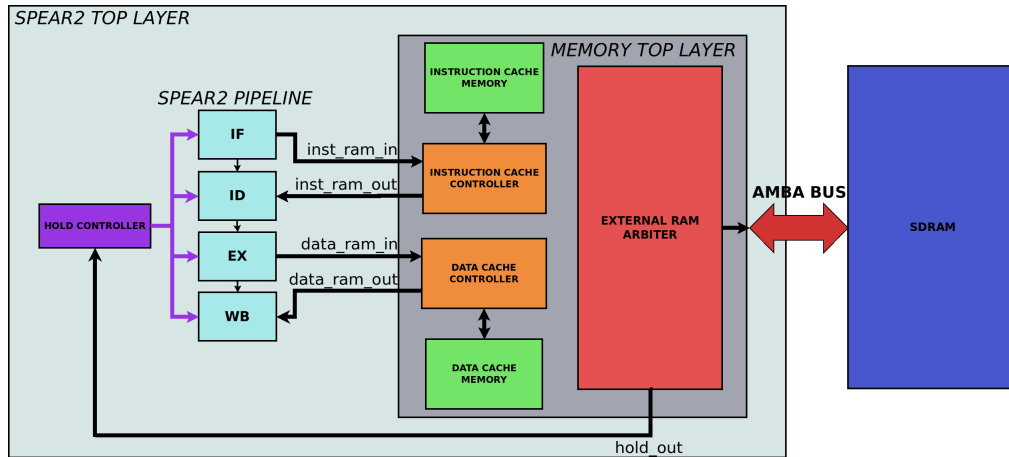 SPEAR2 TOP LAYER
MEMORY TOP LAYER
INSTRUCTION CACHE
MEMORY
SPEAR2 PIPELINE
IF
inst_ram_in
INSTRUCTION CACHE
CONTROLLER
ID
inst_ram_out
AMBA BUS
HOLD CONTROLLER
EXTERNAL RAM
ARBITER
SDRAM
EX
data_ram_in
DATA CACHE
CONTROLLER
data_ram_out
WB
DATA CACHE
MEMORY
hold_out